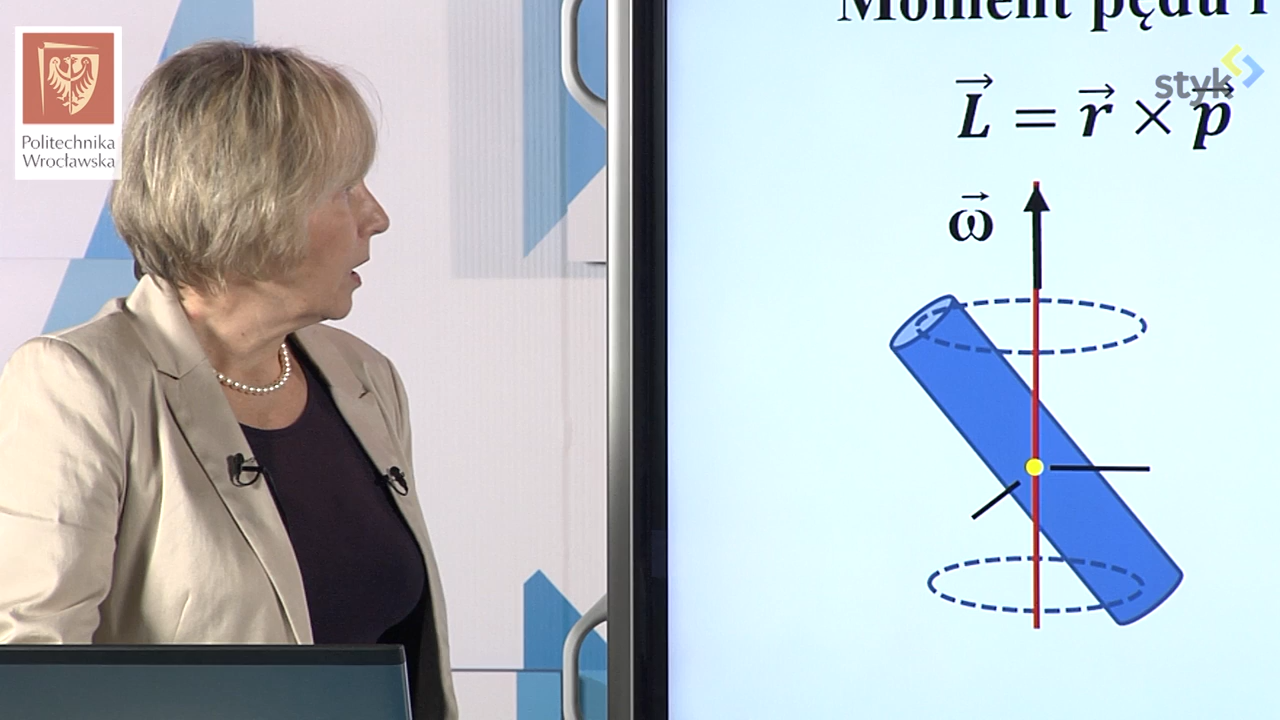 Politechnika
Wrocławska
Moment pędu
styk
L⃗ = r⃗ × p⃗
ω⃗